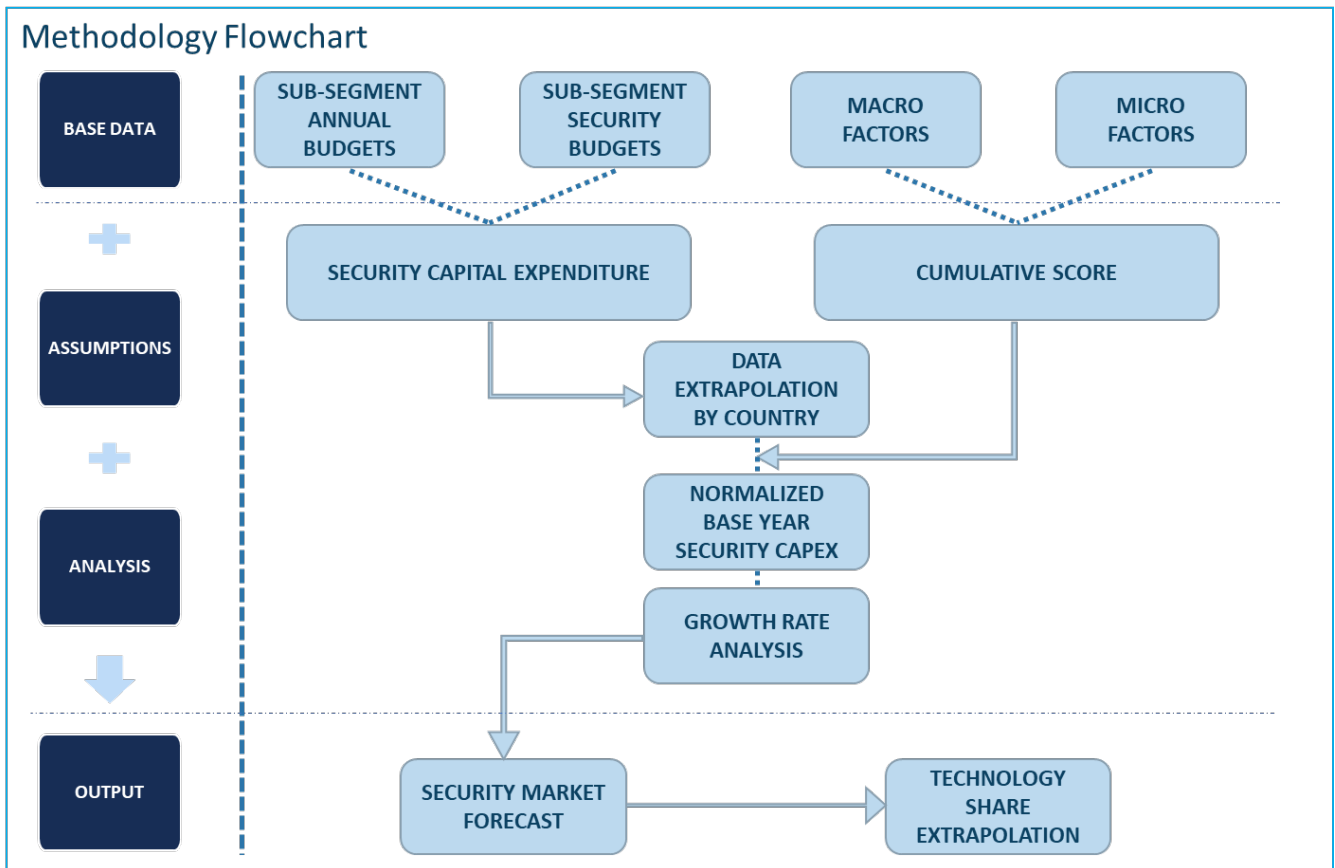 Methodology Flowchart
BASE DATA
SUB-SEGMENT
ANNUAL
BUDGETS
SUB-SEGMENT
SECURITY
BUDGETS
MACRO
FACTORS
MICRO
FACTORS
SECURITY CAPITAL EXPENDITURE
CUMULATIVE SCORE
ASSUMPTIONS
DATA
EXTRAPOLATION
BY COUNTRY
NORMALIZED
BASE YEAR
SECURITY CAPEX
ANALYSIS
GROWTH RATE
ANALYSIS
OUTPUT
SECURITY MARKET
FORECAST
TECHNOLOGY
SHARE
EXTRAPOLATION